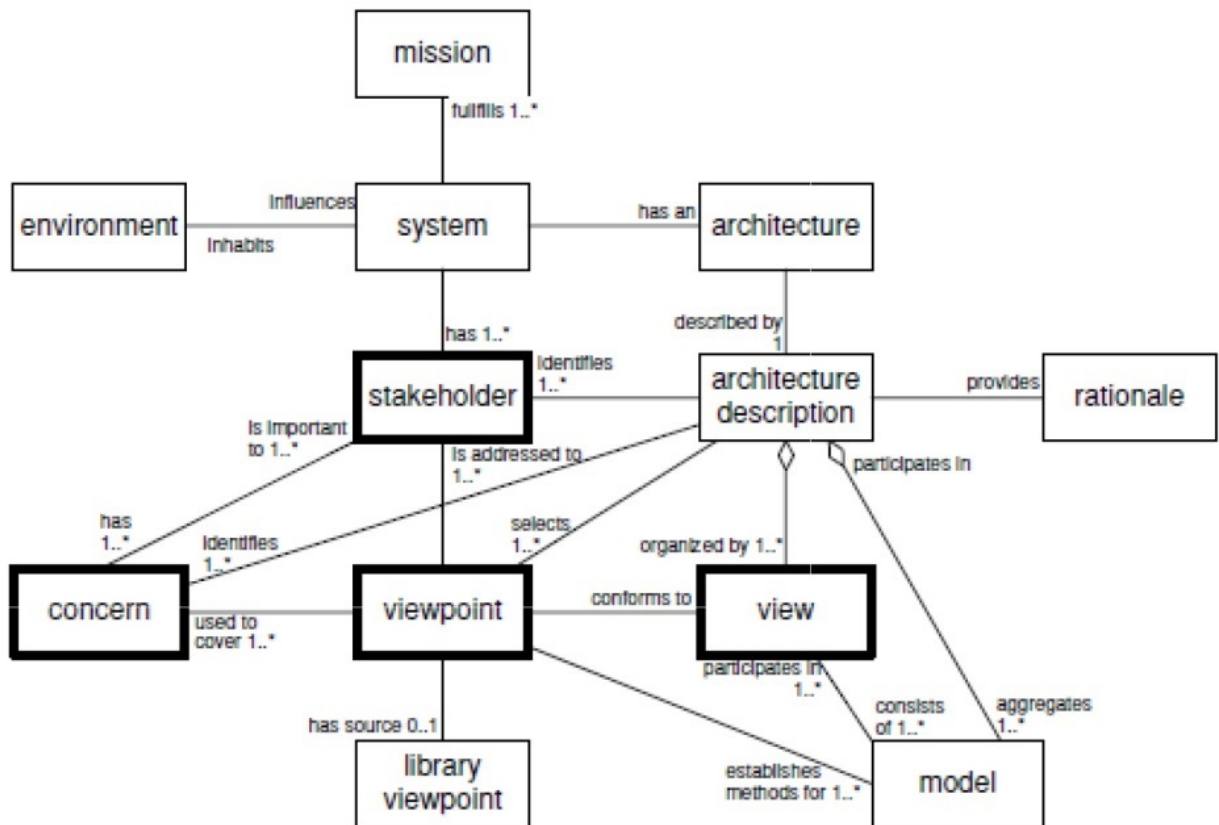 mission
fullfills 1..*
environment
influences
inhabits
system
has an
architecture
has 1..*
described by
1
stakeholder
identifies
1..*
architecture
description
provides
rationale
is important
to 1..*
is addressed to
1..*
participates in
has
1..*
identifies
1..*
selects
1..*
organized by 1..*
concern
used to
cover 1..*
viewpoint
conforms to
view
participates in
1..*
consists
of 1..*
aggregates
1..*
has source 0..1
library
viewpoint
establishes
methods for 1..*
model